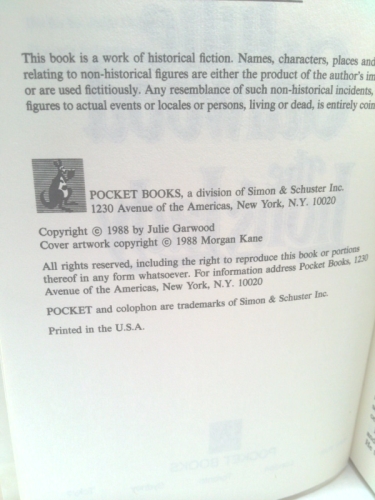 This book is a work of historical fiction. Names, characters, places and
relating to non-historical figures are either the product of the author's
or are used fictitiously. Any resemblance of such non-historical incidents,
figures to actual events or locales or persons, living or dead, is entirely
POCKET BOOKS, a division of Simon & Schuster Inc.
1230 Avenue of the Americas, New York, N.Y. 10020
Copyright © 1988 by Julie Garwood
Cover artwork copyright © 1988 Morgan Kane
All rights reserved, including the right to reproduce this book or portions
thereof in any form whatsoever. For information address Pocket Books, 1230
Avenue of the Americas, New York, N.Y. 10020
POCKET and colophon are trademarks of Simon & Schuster Inc.
Printed in the U.S.A.